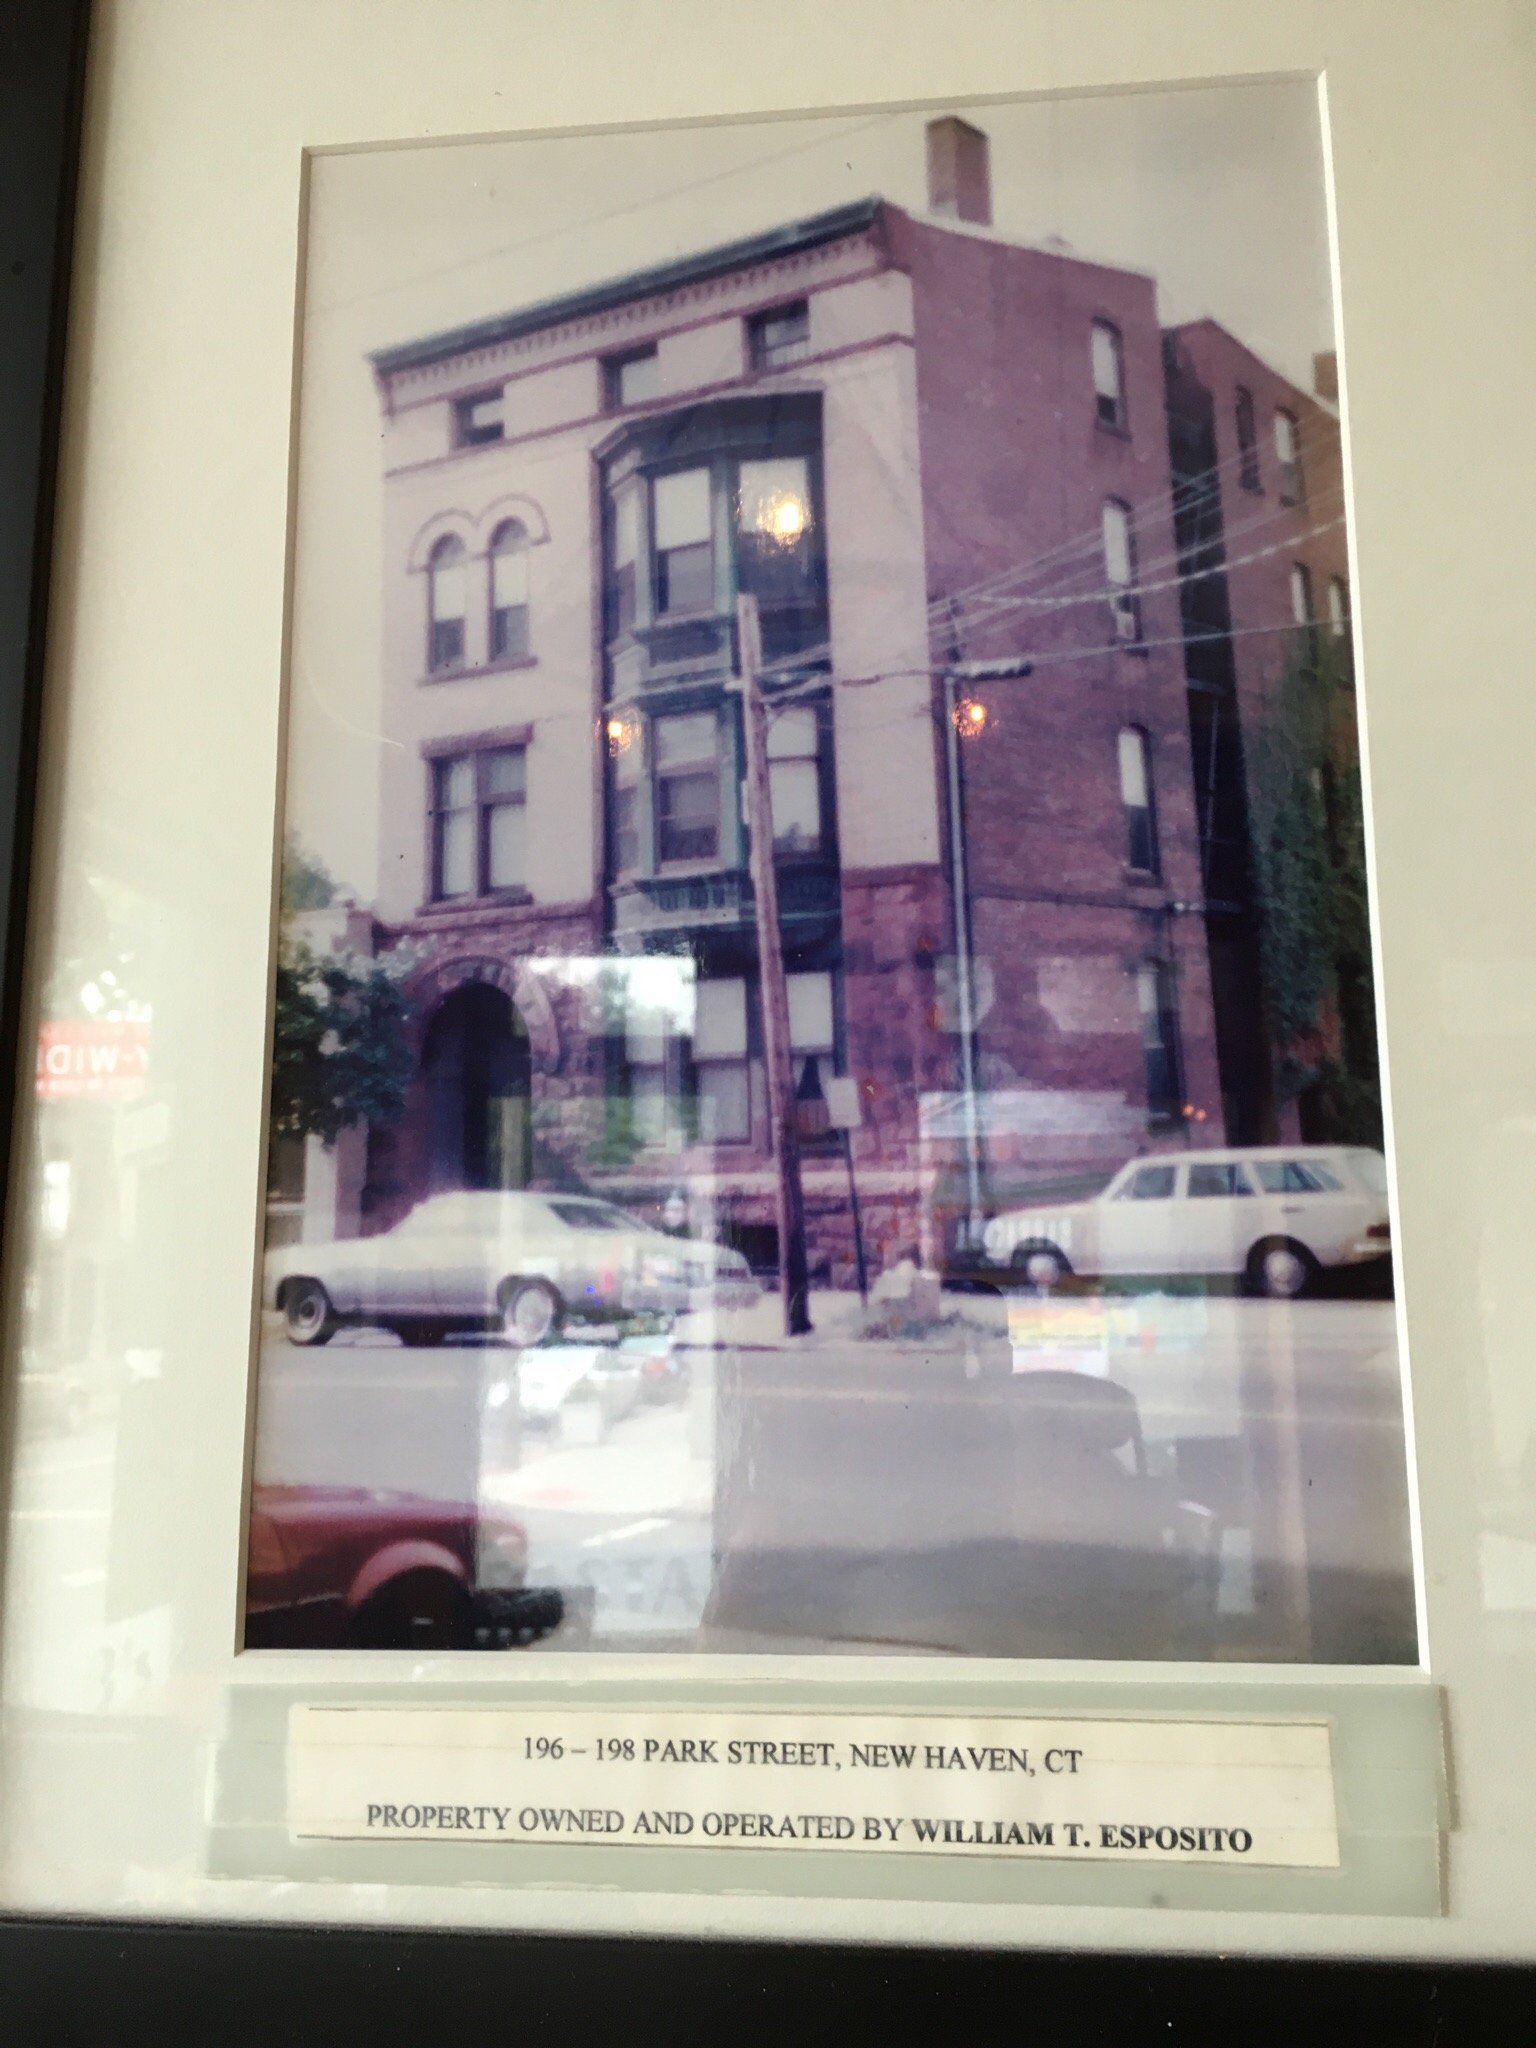 196 – 198 PARK STREET, NEW HAVEN, CT
PROPERTY OWNED AND OPERATED BY WILLIAM T. ESPOSITO